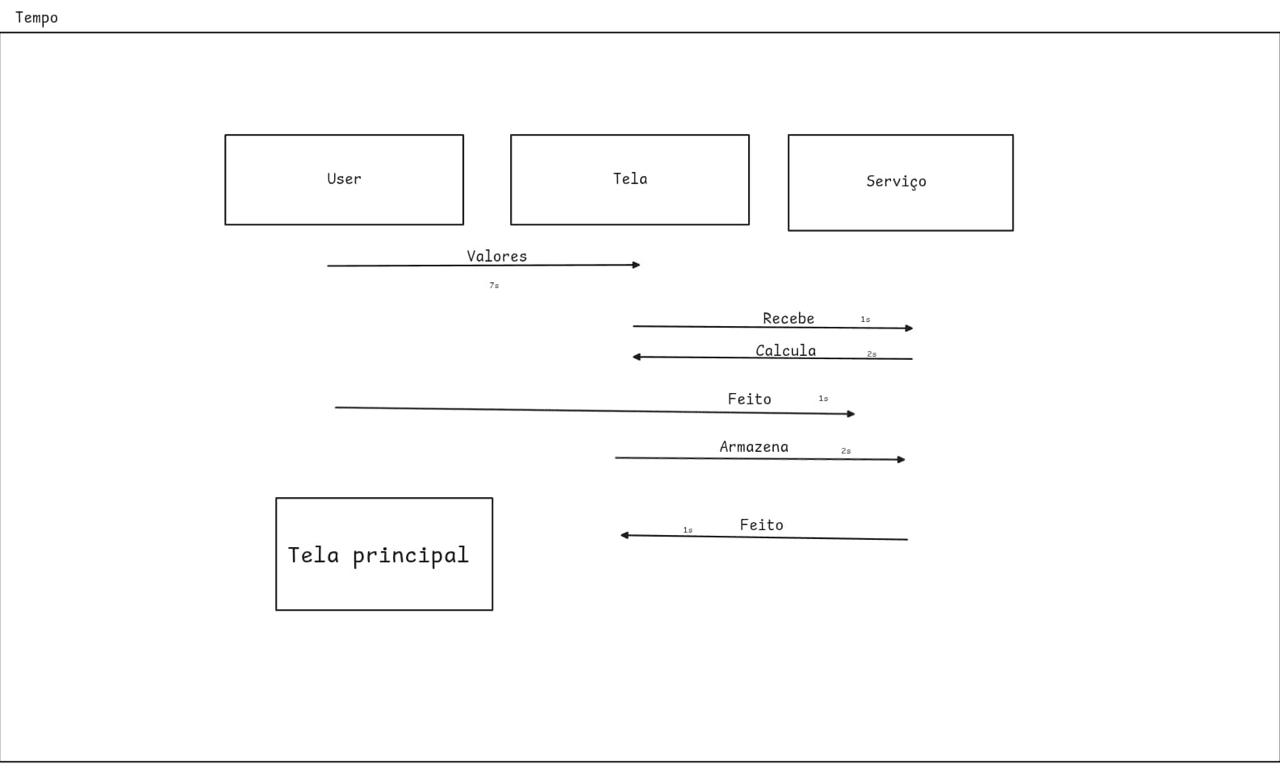 Tempo
User
Tela
Serviço
Valores
7s
Recebe
1s
Calcula
2s
Feito
1s
Armazena
2s
Feito
1s
Tela principal